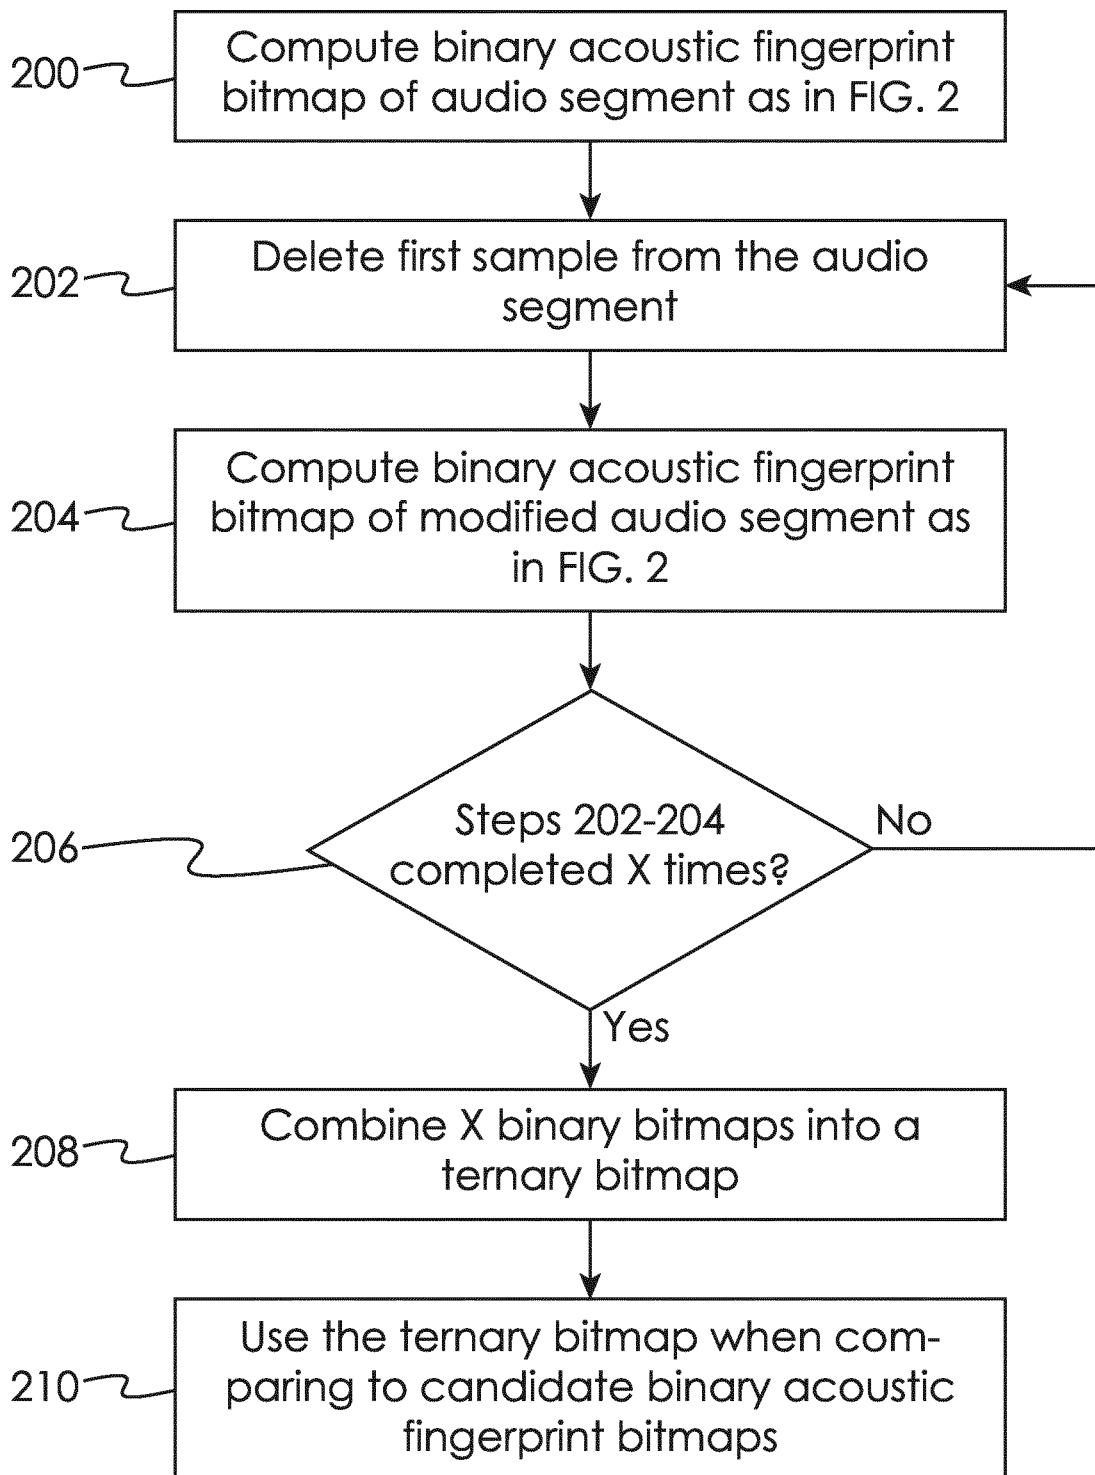 200
Compute binary acoustic fingerprint
bitmap of audio segment as in FIG. 2
202
Delete first sample from the audio
segment
204
Compute binary acoustic fingerprint
bitmap of modified audio segment as
in FIG. 2
206
Steps 202-204
completed X times?
No
Yes
208
Combine X binary bitmaps into a
ternary bitmap
210
Use the ternary bitmap when com-
paring to candidate binary acoustic
fingerprint bitmaps